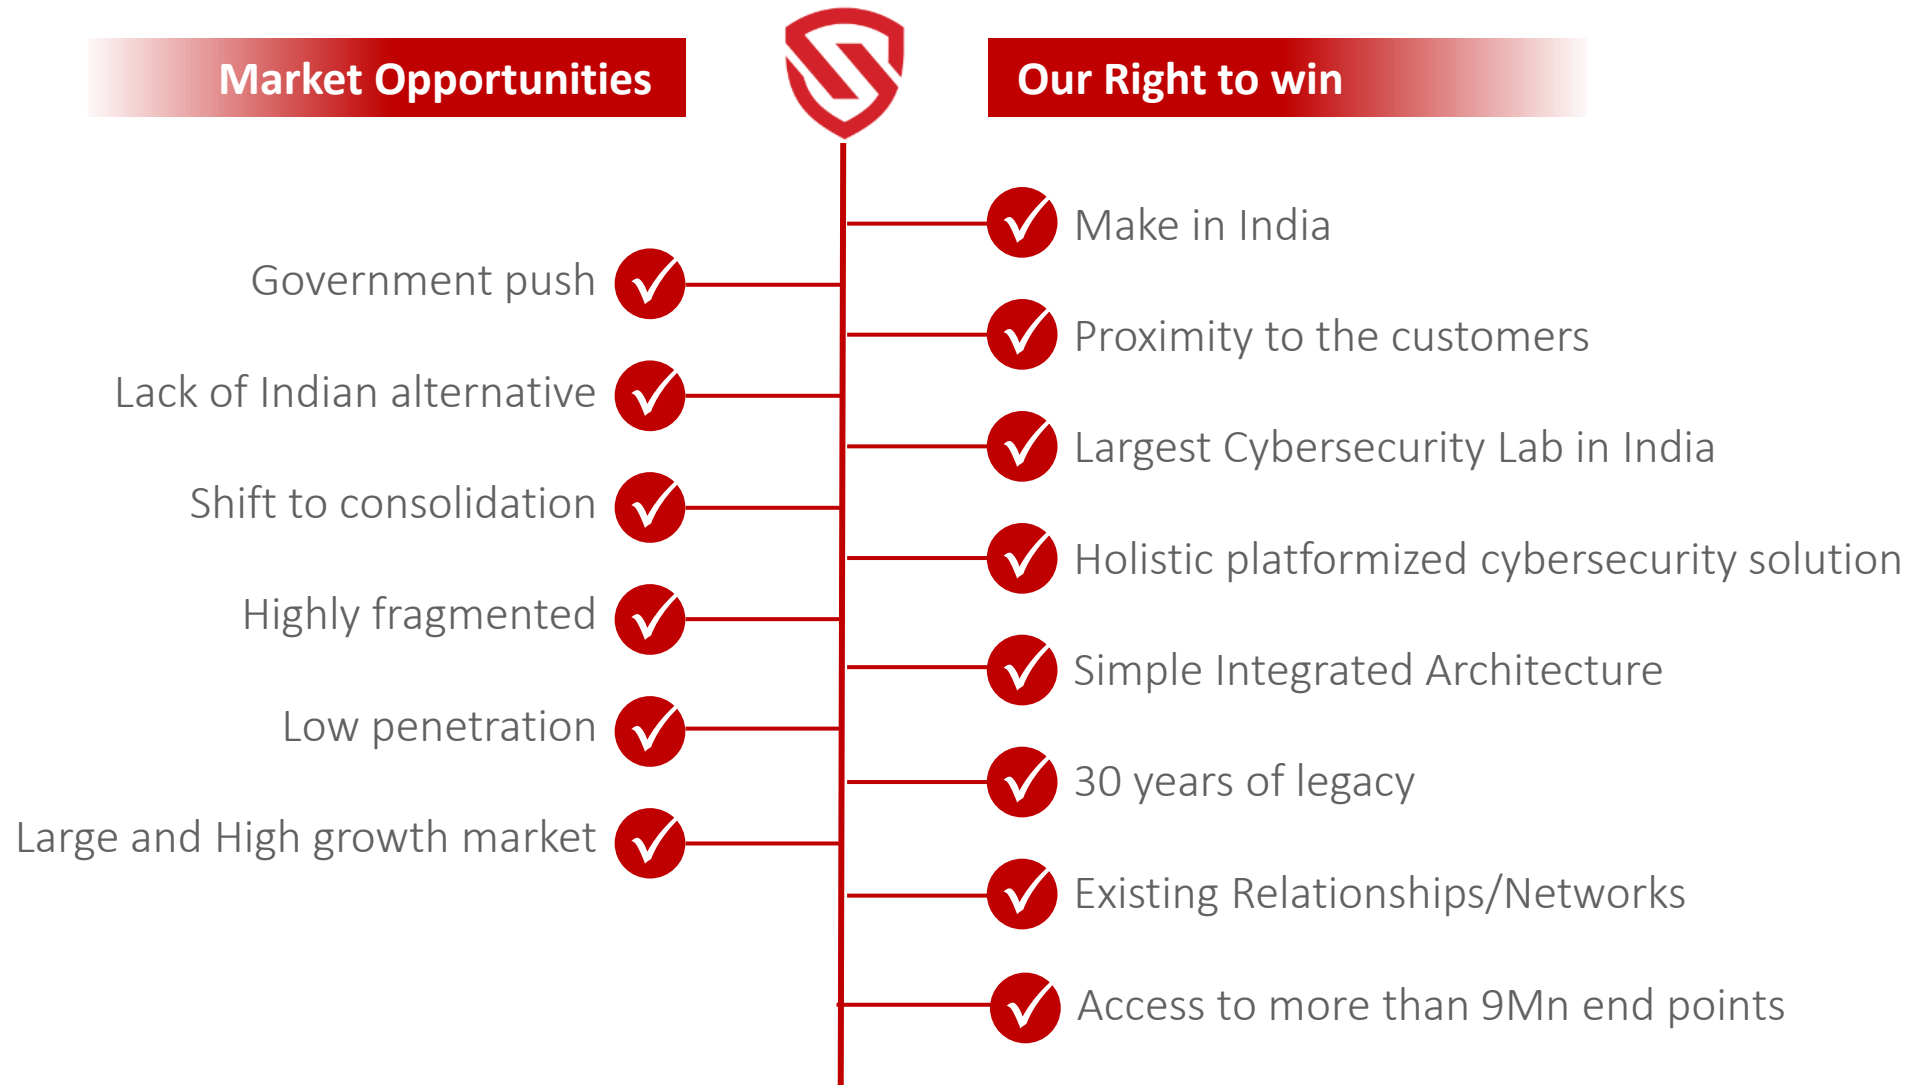 Market Opportunities
Government push
Lack of Indian alternative
Shift to consolidation
Highly fragmented
Low penetration
Large and High growth market
Our Right to win
Make in India
Proximity to the customers
Largest Cybersecurity Lab in India
Holistic platformized cybersecurity solution
Simple Integrated Architecture
30 years of legacy
Existing Relationships/Networks
Access to more than 9Mn end points